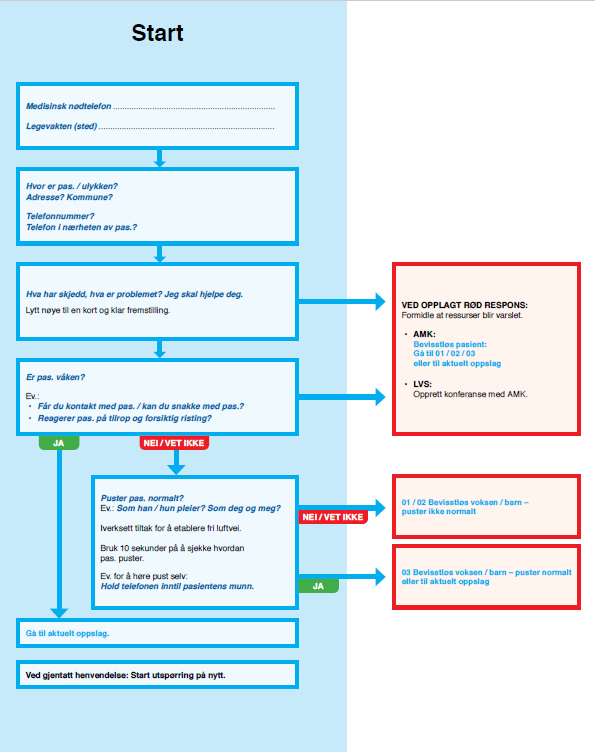 Start
Medisinsk nødtelefon ....................................................................
Legevakten (sted) ..........................................................................
Hvor er pas. / ulykken?
Adresse? Kommune?
Telefonnummer?
Telefon i nærheten av pas.?
Hva har skjedd, hva er problemet? Jeg skal hjelpe deg.
Lytt nøye til en kort og klar fremstilling.
VED OPPLAGT RØD RESPONS:
Formidle at ressurser blir varslet.
• AMK:
Bevisstløs pasient:
Gå til 01 / 02 / 03
eller til aktuelt oppslag
• LVS:
Opprett konferanse med AMK.
Er pas. våken?
Ev.:
• Får du kontakt med pas. / kan du snakke med pas.?
• Reagerer pas. på tilrop og forsiktig risting?
JA
NEI / VET IKKE
Puster pas. normalt?
Ev.: Som han / hun pleier? Som deg og meg?
Iverksett tiltak for å etablere fri luftvei.
Bruk 10 sekunder på å sjekke hvordan
pas. puster.
Ev. for å høre pust selv:
Hold telefonen inntil pasientens munn.
NEI / VET IKKE
01 / 02 Bevisstløs voksen / barn –
puster ikke normalt
JA
03 Bevisstløs voksen / barn – puster normalt
eller til aktuelt oppslag
Gå til aktuelt oppslag.
Ved gjentatt henvendelse: Start utspørring på nytt.